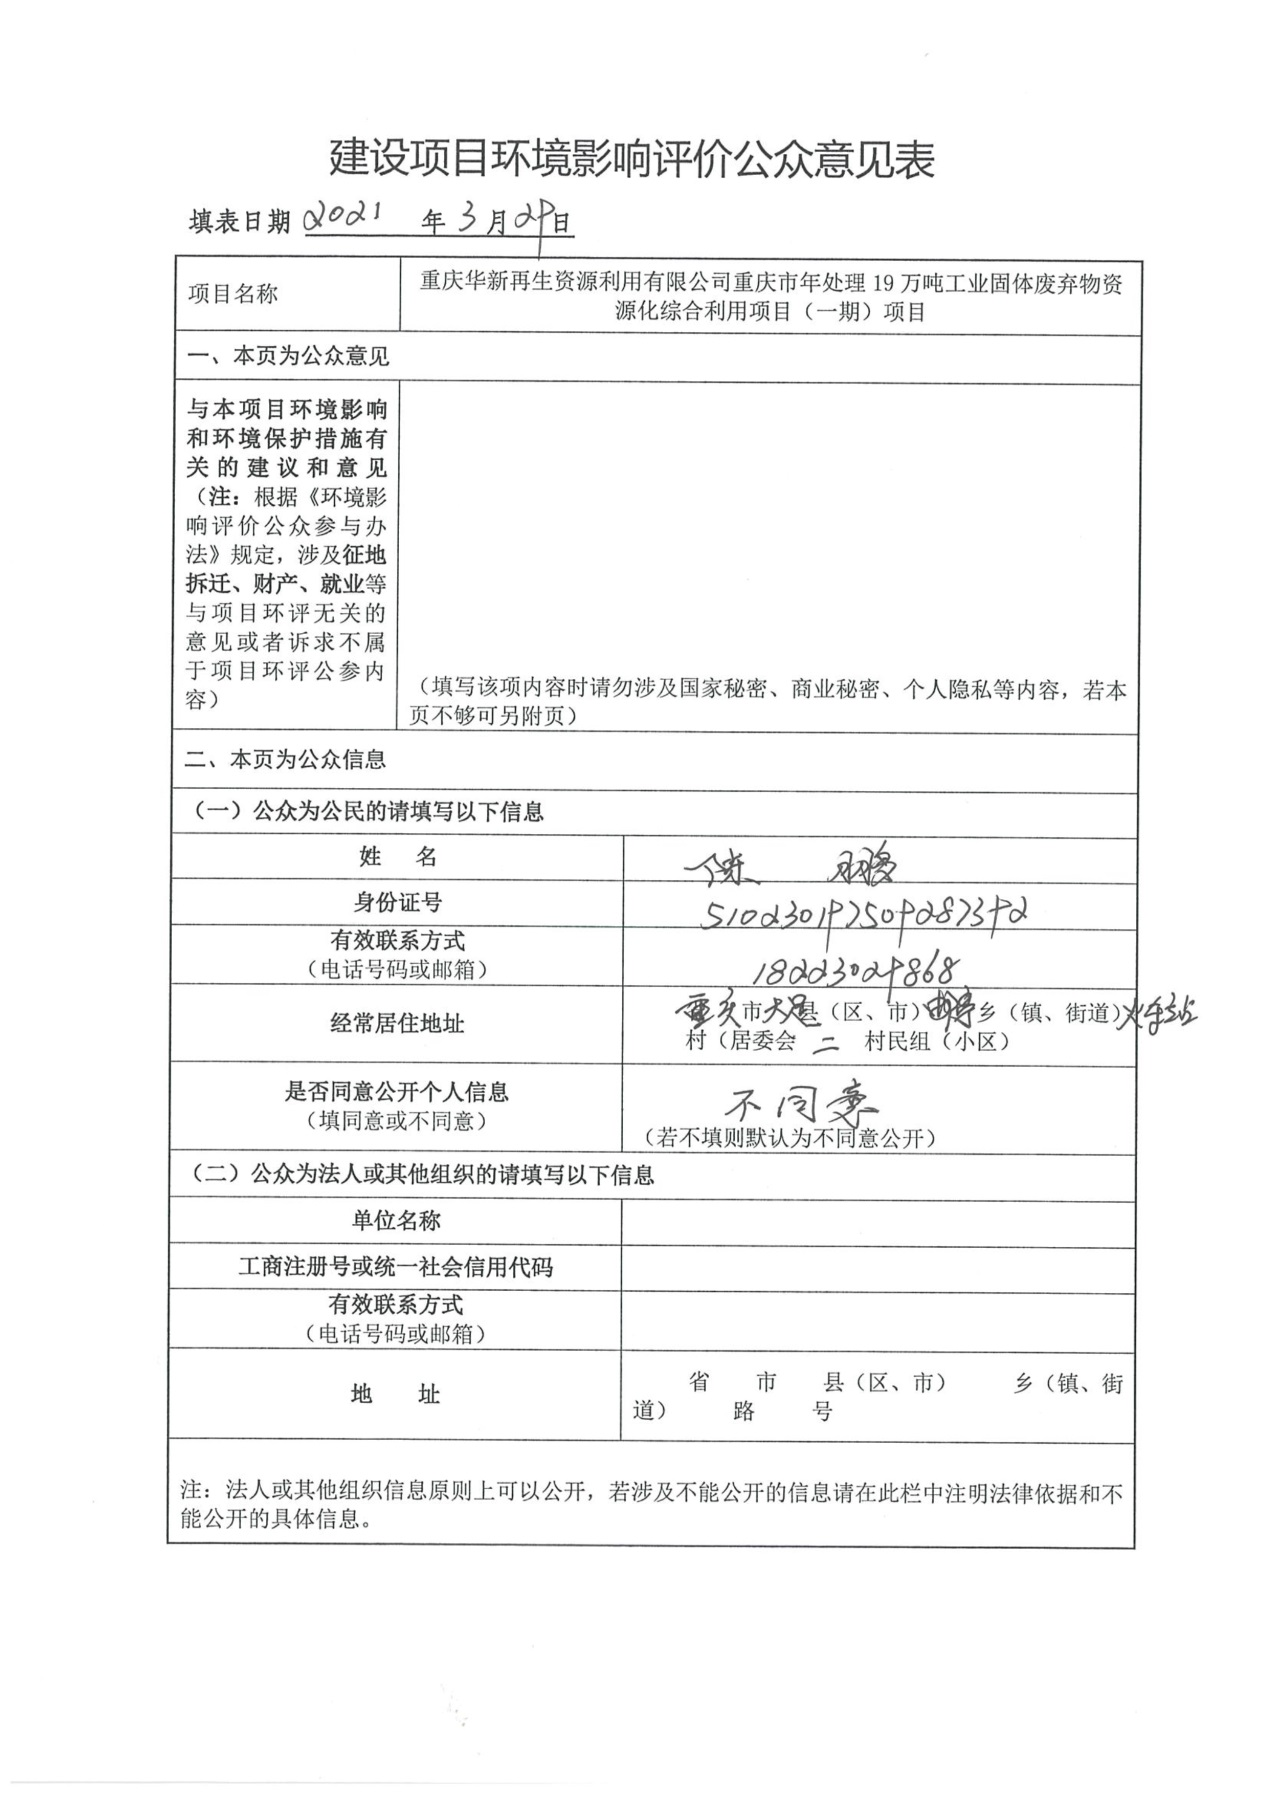 建设项目环境影响评价公众意见表
填表日期 2021 年 3 月 29 日
项目名称
重庆华新再生资源利用有限公司重庆市年处理 19 万吨工业固体废弃物资
源化综合利用项目（一期）项目
一、本页为公众意见
与本项目环境影响
和环境保护措施有
关的建议和意见
（注：根据《环境影
响评价公众参与办
法》规定，涉及征地
拆迁、财产、就业等
与项目环评无关的
意见或者诉求不属
于项目环评公参内
容）
（填写该项内容时请勿涉及国家秘密、商业秘密、个人隐私等内容，若本
页不够可另附页）
二、本页为公众信息
（一）公众为公民的请填写以下信息
姓 名
身份证号
510230197509287392
有效联系方式
（电话号码或邮箱）
18223029868
经常居住地址
重庆市大足县（区、市）邮亭乡（镇、街道）火车站
村（居委会 二 村民组（小区）
是否同意公开个人信息
（填同意或不同意）
不同意
（若不填则默认为不同意公开）
（二）公众为法人或其他组织的请填写以下信息
单位名称
工商注册号或统一社会信用代码
有效联系方式
（电话号码或邮箱）
地 址
省 市 县（区、市） 乡（镇、街
道） 路 号
注：法人或其他组织信息原则上可以公开，若涉及不能公开的信息请在此栏中注明法律依据和不
能公开的具体信息。